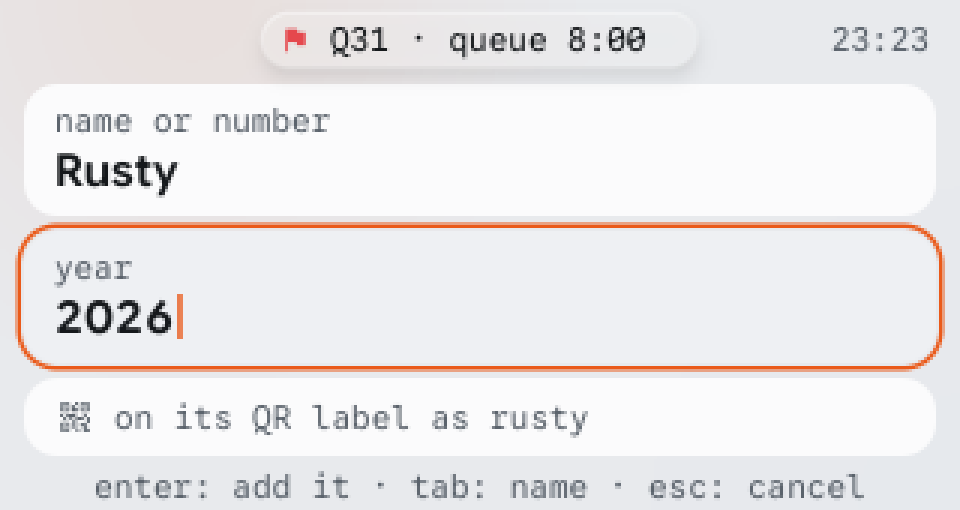 Q31 · queue 8:00 23:23
name or number
Rusty
year
2026
on its QR label as rusty
enter: add it · tab: name · esc: cancel